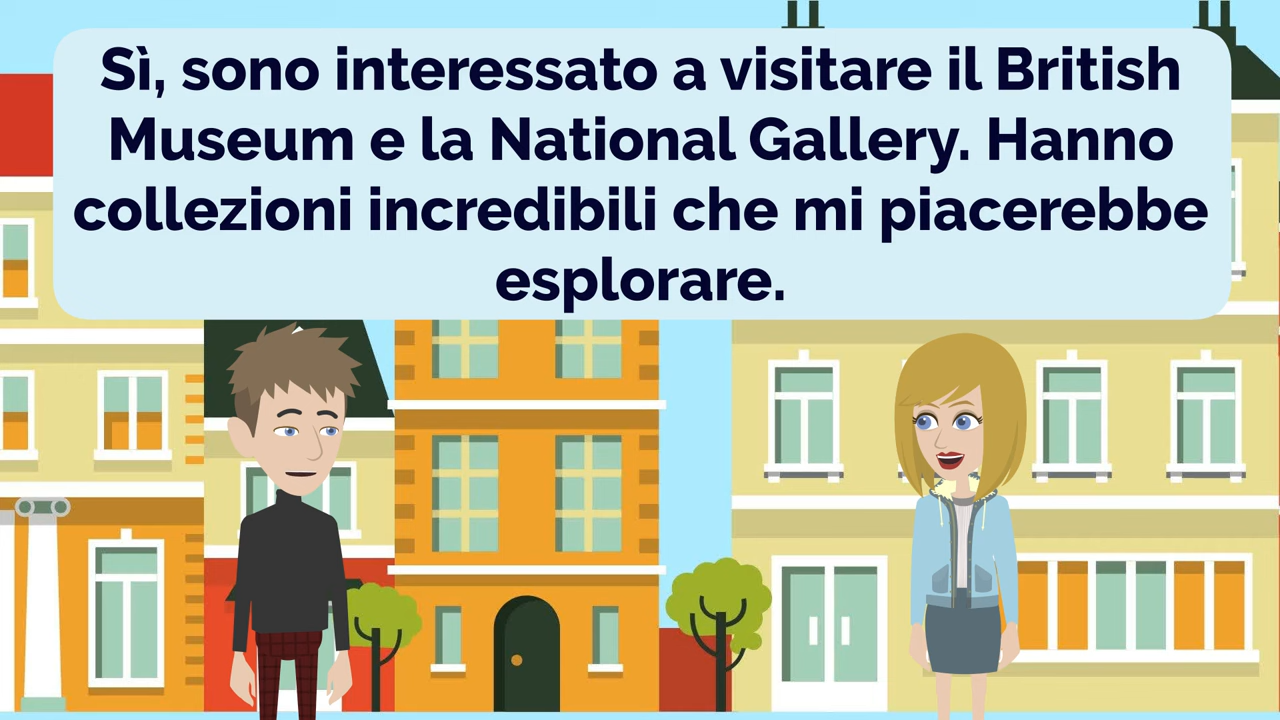 Sì, sono interessato a visitare il British
Museum e la National Gallery. Hanno
collezioni incredibili che mi piacerebbe
esplorare.